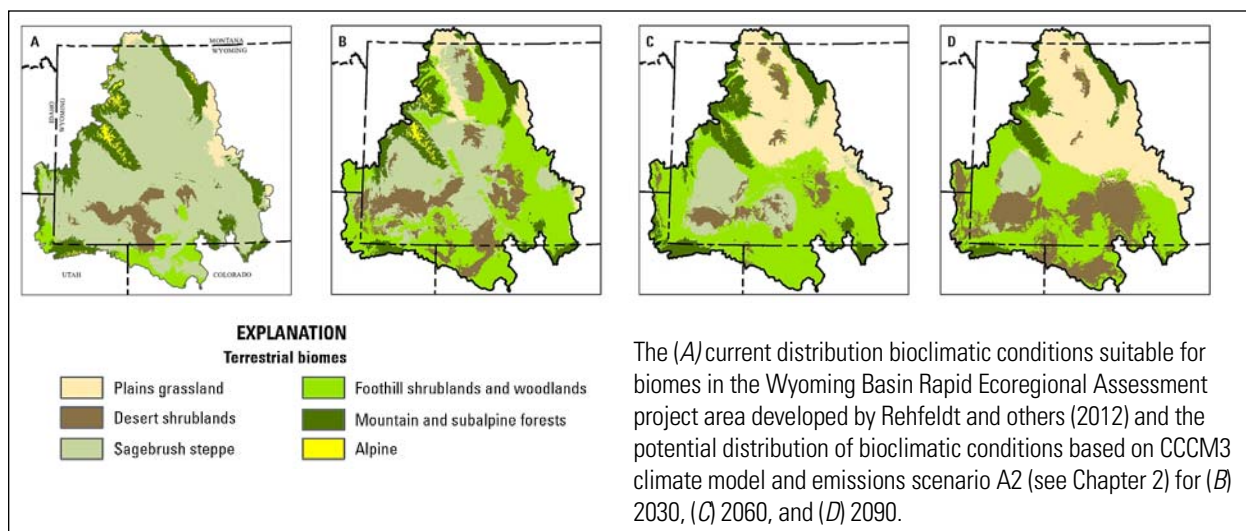 A
MONTANA
WYOMING
IDAHO
WYOMING
UTAH
COLORADO
B
C
D
EXPLANATION
Terrestrial biomes
Plains grassland
Desert shrublands
Sagebrush steppe
Foothill shrublands and woodlands
Mountain and subalpine forests
Alpine
The (A) current distribution bioclimatic conditions suitable for
biomes in the Wyoming Basin Rapid Ecoregional Assessment
project area developed by Rehfeldt and others (2012) and the
potential distribution of bioclimatic conditions based on CCCM3
climate model and emissions scenario A2 (see Chapter 2) for (B)
2030, (C) 2060, and (D) 2090.